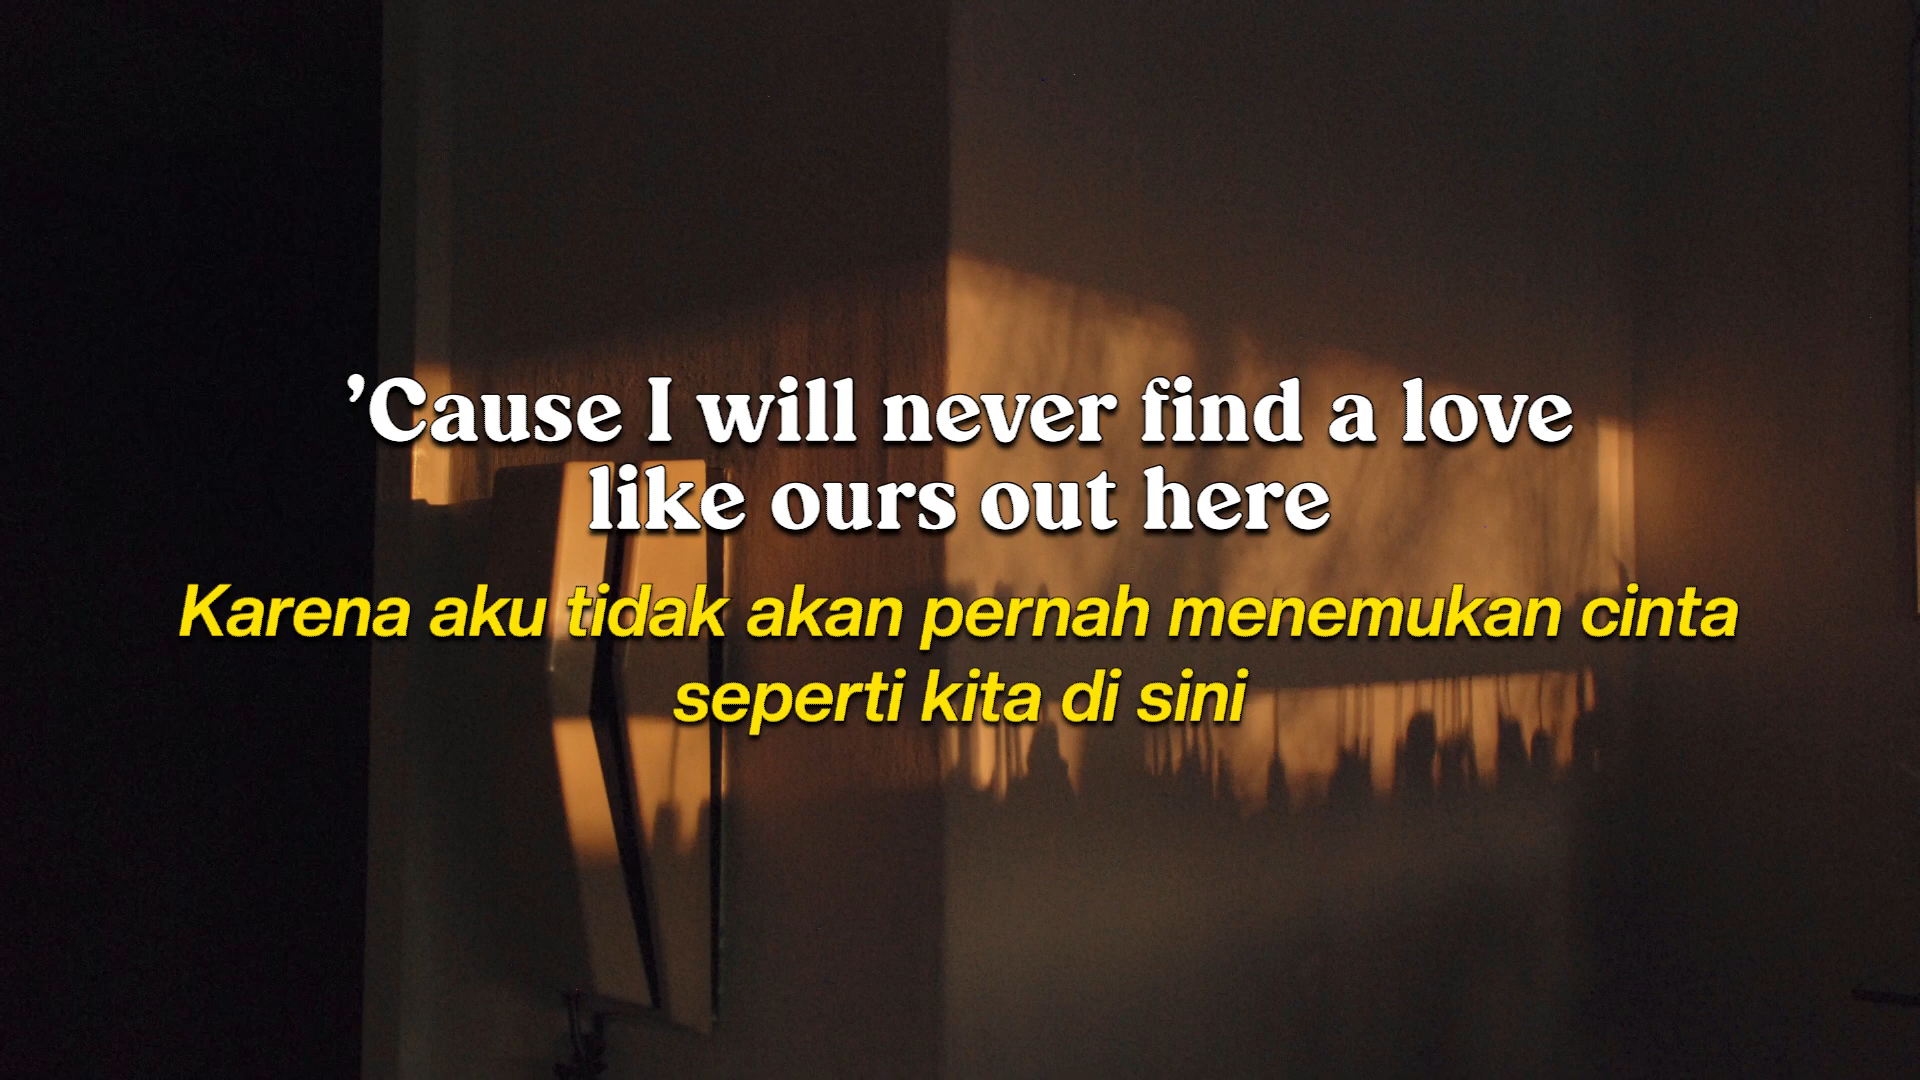 ’Cause I will never find a love
like ours out here
Karena aku tidak akan pernah menemukan cinta
seperti kita di sini